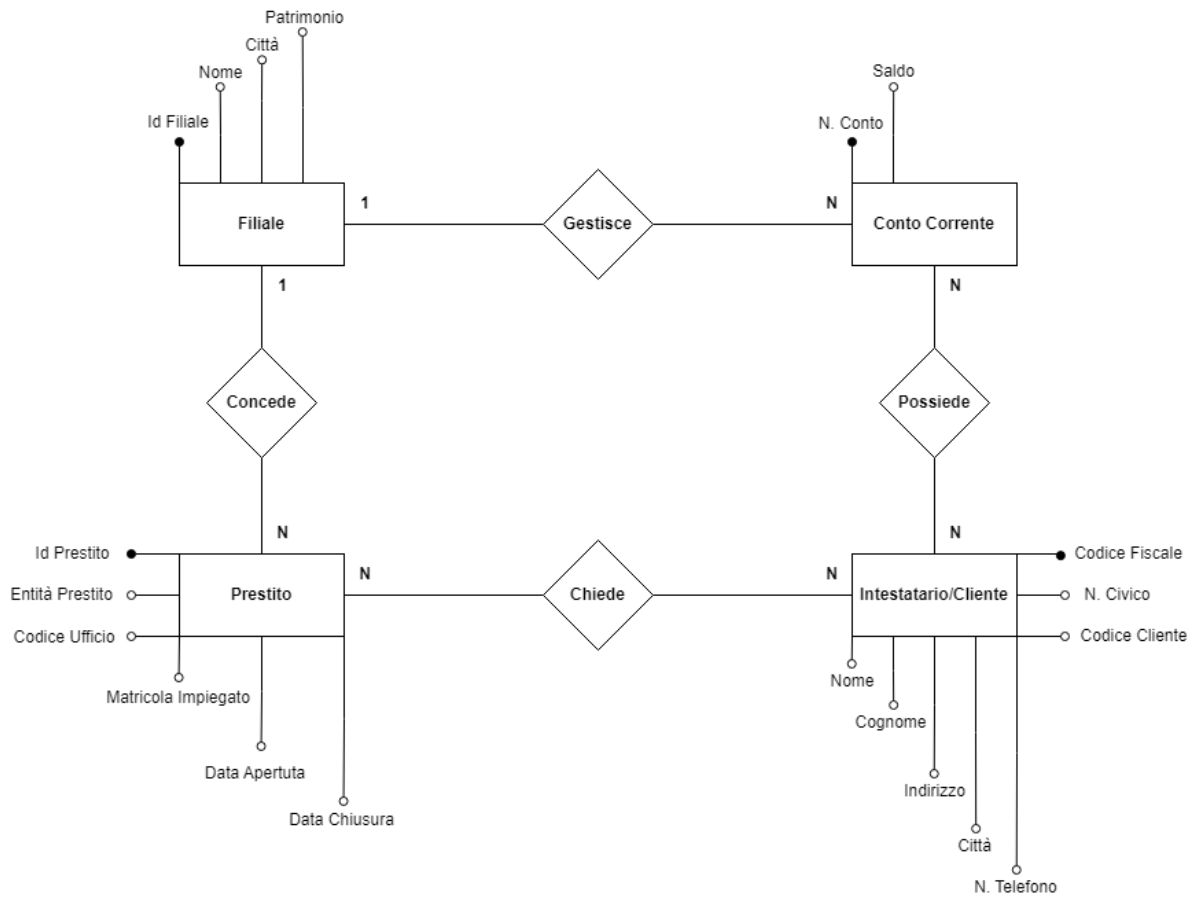 Patrimonio
Città
Nome
Id Filiale
Saldo
N. Conto
Filiale
1
Gestisce
N
Conto Corrente
1
N
Concede
Possiede
N
N
Id Prestito
Entità Prestito
Codice Ufficio
Prestito
N
Chiede
N
Intestatario/Cliente
Codice Fiscale
N. Civico
Codice Cliente
Matricola Impiegato
Data Apertuta
Data Chiusura
Nome
Cognome
Indirizzo
Città
N. Telefono